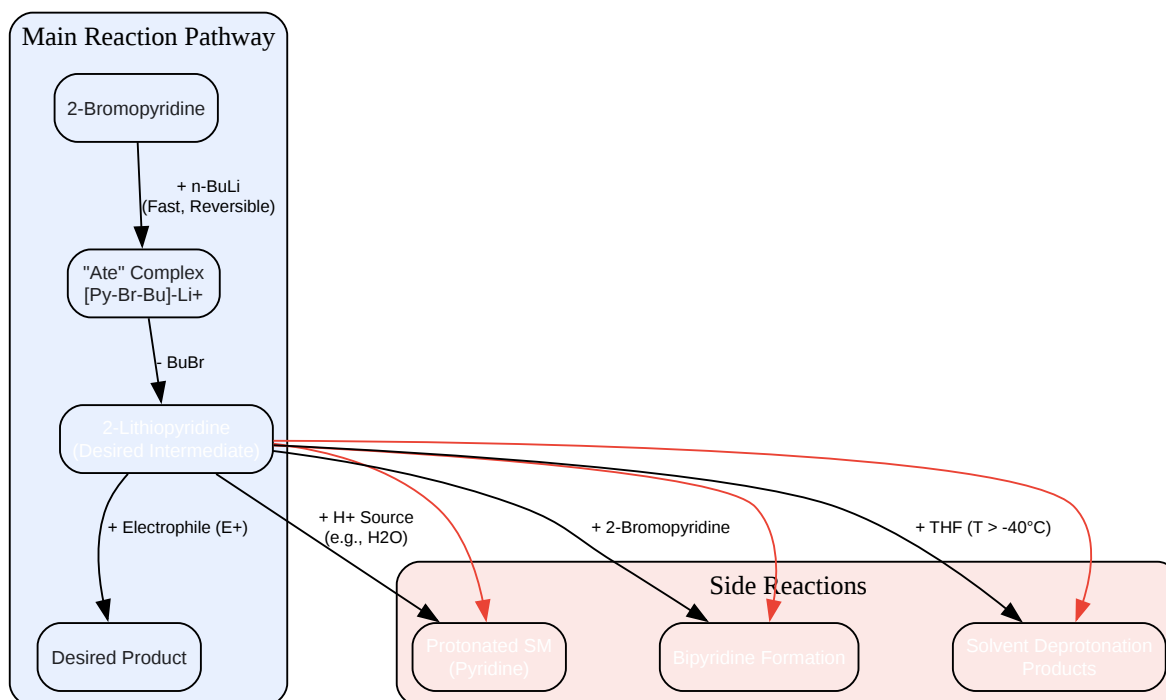 Main Reaction Pathway
2-Bromopyridine
+ n-BuLi
(Fast, Reversible)
"Ate" Complex
[Py-Br-Bu]-Li+
- BuBr
2-Lithiopyridine
(Desired Intermediate)
+ Electrophile (E+)
+ H+ Source
(e.g., H2O)
+ 2-Bromopyridine
+ THF (T > -40°C)
Side Reactions
Desired Product
Protonated SM
(Pyridine)
Bipyridine Formation
Solvent Deprotonation
Products